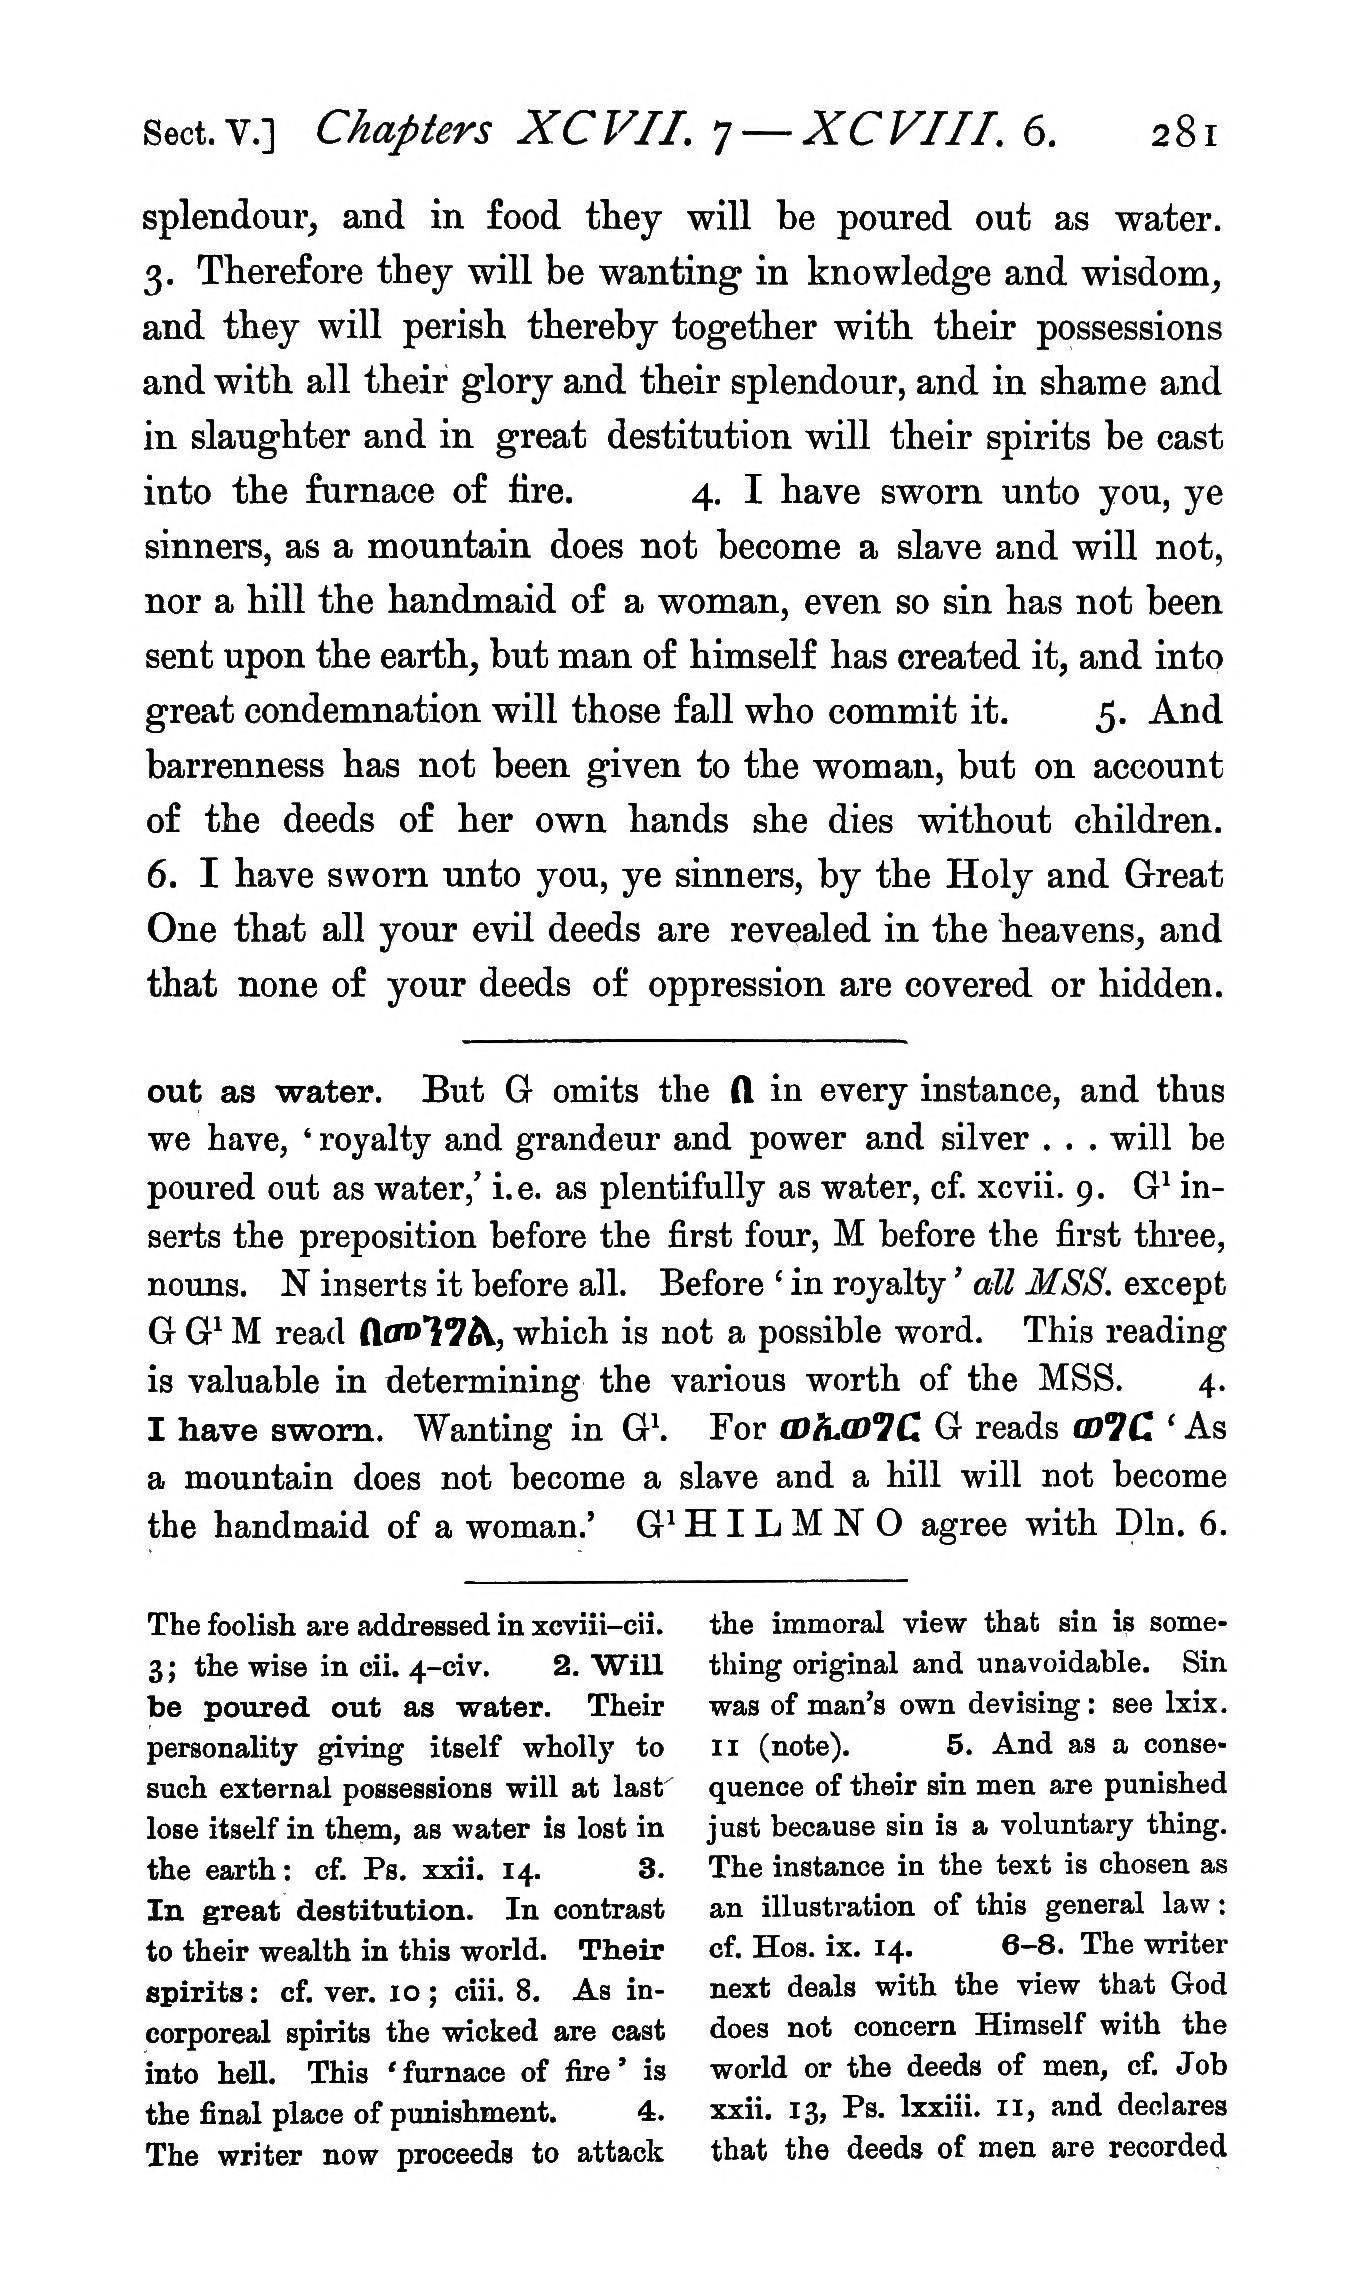 Sect. V.] Chapters XCVII. 7—XCVIII. 6. 281
splendour, and in food they will be poured out as water.
3. Therefore they will be wanting in knowledge and wisdom,
and they will perish thereby together with their possessions
and with all their glory and their splendour, and in shame and
in slaughter and in great destitution will their spirits be cast
into the furnace of fire. 4. I have sworn unto you, ye
sinners, as a mountain does not become a slave and will not,
nor a hill the handmaid of a woman, even so sin has not been
sent upon the earth, but man of himself has created it, and into
great condemnation will those fall who commit it. 5. And
barrenness has not been given to the woman, but on account
of the deeds of her own hands she dies without children.
6. I have sworn unto you, ye sinners, by the Holy and Great
One that all your evil deeds are revealed in the heavens, and
that none of your deeds of oppression are covered or hidden.
out as water. But G omits the በ in every instance, and thus
we have, ‘royalty and grandeur and power and silver . . . will be
poured out as water,’ i.e. as plentifully as water, cf. xcvii. 9. G¹ in-
serts the preposition before the first four, M before the first three,
nouns. N inserts it before all. Before ‘in royalty’ all MSS. except
G G¹ M read በመንግል, which is not a possible word. This reading
is valuable in determining the various worth of the MSS. 4.
I have sworn. Wanting in G¹. For ወኢወግር G reads ወግር ‘As
a mountain does not become a slave and a hill will not become
the handmaid of a woman.’ G¹ H I L M N O agree with Dln. 6.
The foolish are addressed in xcviii–cii.
3; the wise in cii. 4–civ. 2. Will
be poured out as water. Their
personality giving itself wholly to
such external possessions will at last
lose itself in them, as water is lost in
the earth: cf. Ps. xxii. 14. 3.
In great destitution. In contrast
to their wealth in this world. Their
spirits: cf. ver. 10; ciii. 8. As in-
corporeal spirits the wicked are cast
into hell. This ‘furnace of fire’ is
the final place of punishment. 4.
The writer now proceeds to attack
the immoral view that sin is some-
thing original and unavoidable. Sin
was of man’s own devising: see lxix.
11 (note). 5. And as a conse-
quence of their sin men are punished
just because sin is a voluntary thing.
The instance in the text is chosen as
an illustration of this general law:
cf. Hos. ix. 14. 6–8. The writer
next deals with the view that God
does not concern Himself with the
world or the deeds of men, cf. Job
xxii. 13, Ps. lxxiii. 11, and declares
that the deeds of men are recorded